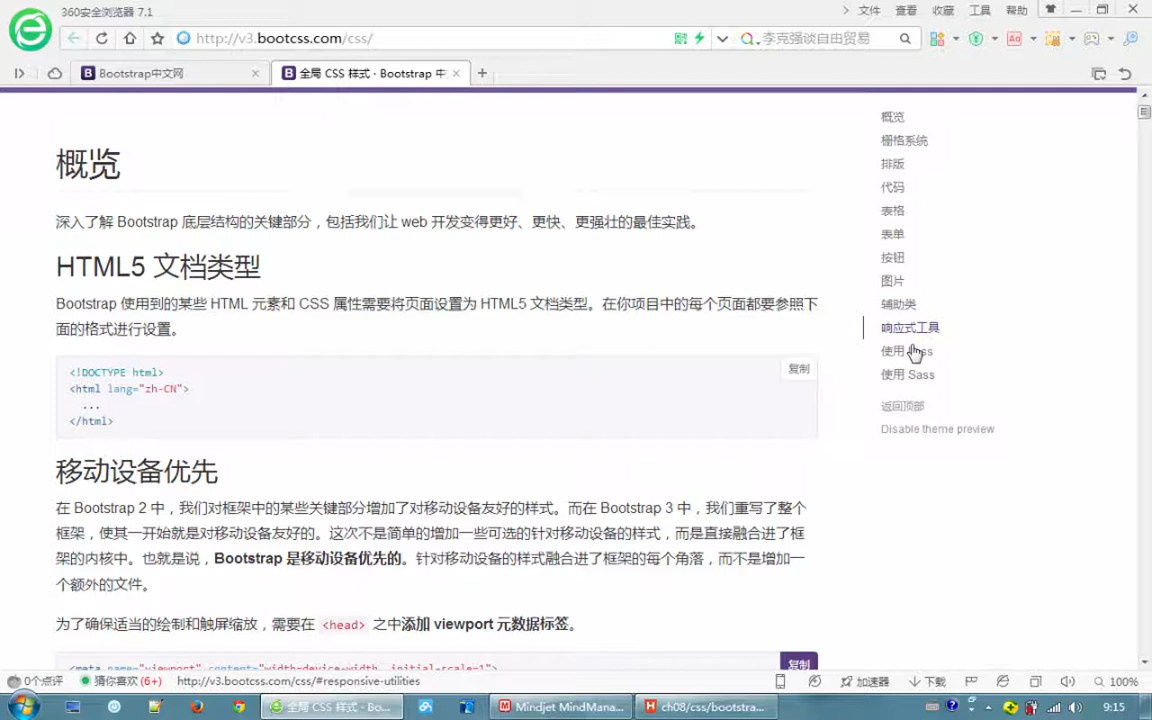 360安全浏览器 7.1
文件 查看 收藏 工具 帮助
http://v3.bootcss.com/css/
李克强谈自由贸易
Bootstrap中文网
全局 CSS 样式 · Bootstrap 中
概览
深入了解 Bootstrap 底层结构的关键部分，包括我们让 web 开发变得更好、更快、更强壮的最佳实践。
HTML5 文档类型
Bootstrap 使用到的某些 HTML 元素和 CSS 属性需要将页面设置为 HTML5 文档类型。在你项目中的每个页面都要参照下
面的格式进行设置。
复制
<!DOCTYPE html>
<html lang="zh-CN">
...
</html>
移动设备优先
在 Bootstrap 2 中，我们对框架中的某些关键部分增加了对移动设备友好的样式。而在 Bootstrap 3 中，我们重写了整个
框架，使其一开始就是对移动设备友好的。这次不是简单的增加一些可选的针对移动设备的样式，而是直接融合进了框
架的内核中。也就是说，Bootstrap 是移动设备优先的。针对移动设备的样式融合进了框架的每个角落，而不是增加一
个额外的文件。
为了确保适当的绘制和触屏缩放，需要在 <head> 之中添加 viewport 元数据标签。
<meta name="viewport" content="width=device-width, initial-scale=1">
复制
概览
栅格系统
排版
代码
表格
表单
按钮
图片
辅助类
响应式工具
使用
使用 Sass
返回顶部
Disable theme preview
0个点评
猜你喜欢 (6+)
http://v3.bootcss.com/css/#responsive-utilities
加速器
下载
100%
全局 CSS 样式 · Bo...
Mindjet MindMana...
ch08/css/bootstra...
9:15